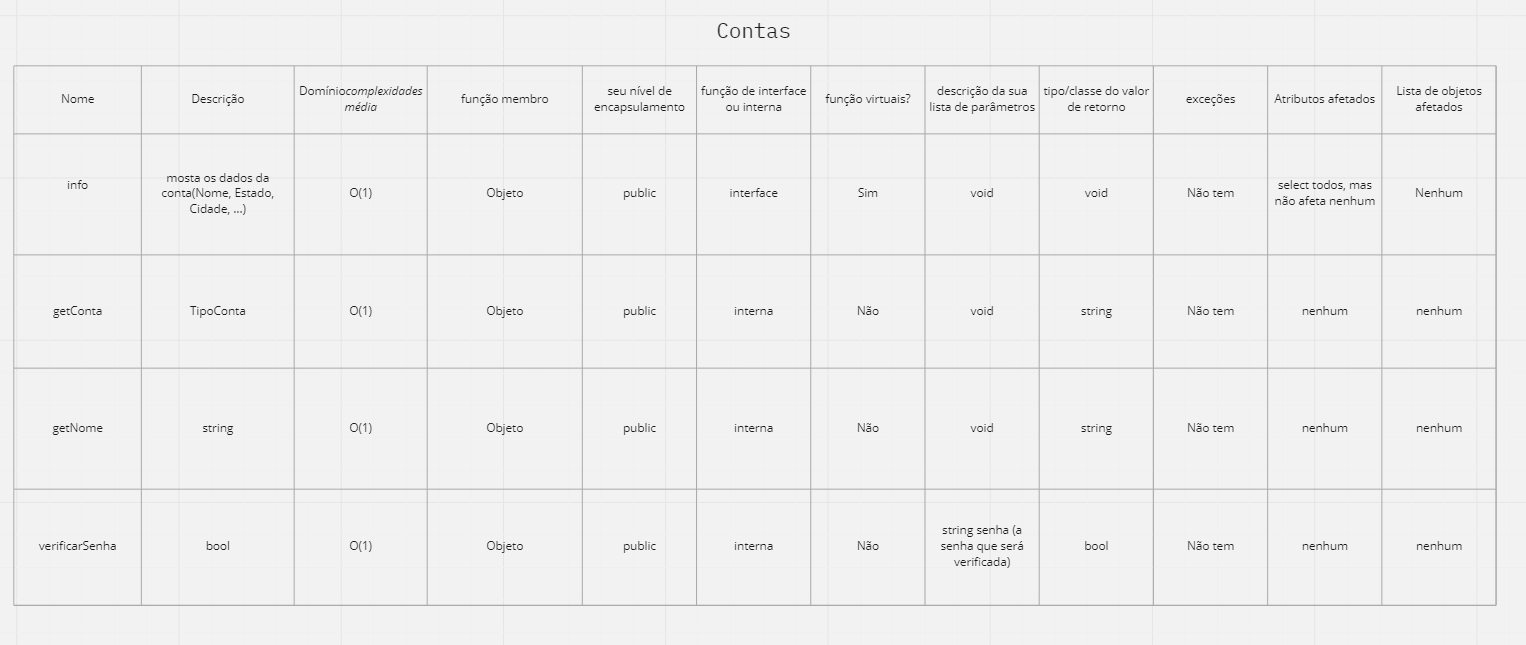 Contas
Nome
Descrição
Domíniocomplexidades
média
função membro
seu nível de
encapsulamento
função de interface
ou interna
função virtuais?
descrição da sua
lista de parâmetros
tipo/classe do valor
de retorno
exceções
Atributos afetados
Lista de objetos
afetados
info
mosta os dados da
conta(Nome, Estado,
Cidade, ...)
O(1)
Objeto
public
interface
Sim
void
void
Não tem
select todos, mas
não afeta nenhum
Nenhum
getConta
TipoConta
O(1)
Objeto
public
interna
Não
void
string
Não tem
nenhum
nenhum
getNome
string
O(1)
Objeto
public
interna
Não
void
string
Não tem
nenhum
nenhum
verificarSenha
bool
O(1)
Objeto
public
interna
Não
string senha (a
senha que será
verificada)
bool
Não tem
nenhum
nenhum